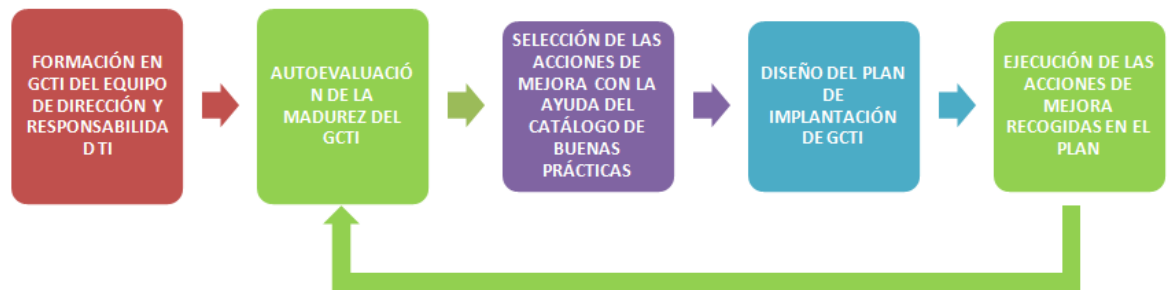 FORMACIÓN EN
GCTI DEL EQUIPO
DE DIRECCIÓN Y
RESPONSABILIDA
D TI
AUTOEVALUACIÓ
N DE LA
MADUREZ DEL
GCTI
SELECCIÓN DE LAS
ACCIONES DE
MEJORA CON LA
AYUDA DEL
CATÁLOGO DE
BUENAS
PRÁCTICAS
DISEÑO DEL PLAN
DE
IMPLANTACIÓN
DE GCTI
EJECUCIÓN DE LAS
ACCIONES DE
MEJORA
RECOGIDAS EN EL
PLAN